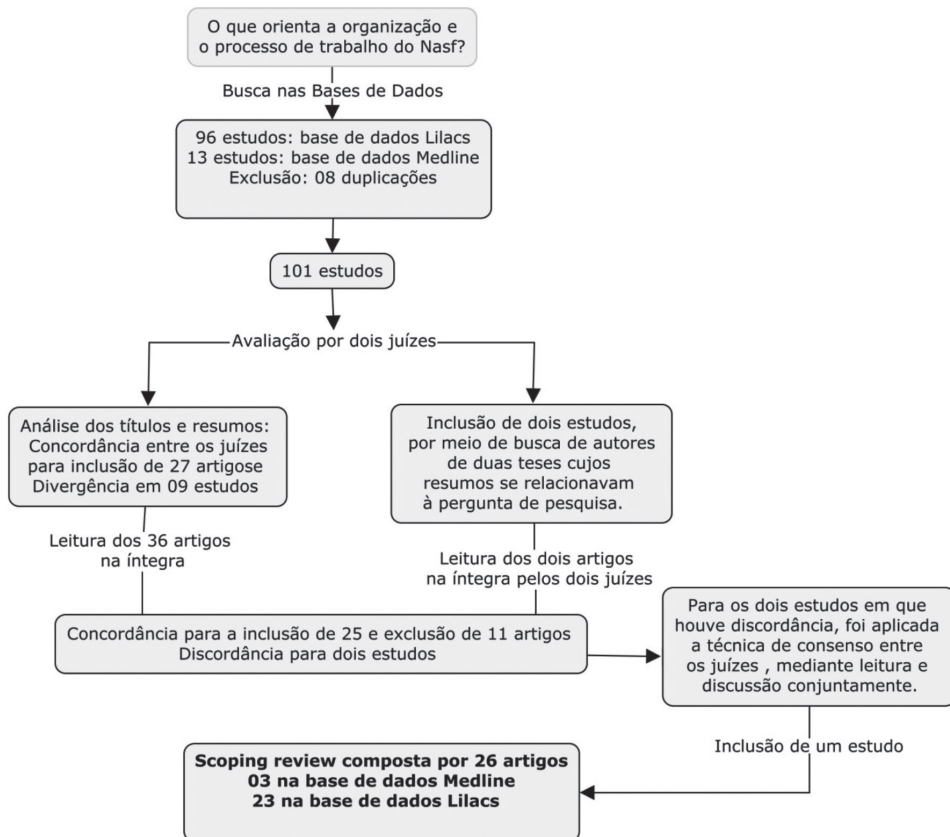 O que orienta a organização e
o processo de trabalho do Nasf?
Busca nas Bases de Dados
96 estudos: base de dados Lilacs
13 estudos: base de dados Medline
Exclusão: 08 duplicações
101 estudos
Avaliação por dois juízes
Análise dos títulos e resumos:
Concordância entre os juízes
para inclusão de 27 artigose
Divergência em 09 estudos
Inclusão de dois estudos,
por meio de busca de autores
de duas teses cujos
resumos se relacionavam
à pergunta de pesquisa.
Leitura dos 36 artigos
na íntegra
Leitura dos dois artigos
na íntegra pelos dois juízes
Concordância para a inclusão de 25 e exclusão de 11 artigos
Discordância para dois estudos
Para os dois estudos em que
houve discordância, foi aplicada
a técnica de consenso entre
os juízes , mediante leitura e
discussão conjuntamente.
Inclusão de um estudo
Scoping review composta por 26 artigos
03 na base de dados Medline
23 na base de dados Lilacs